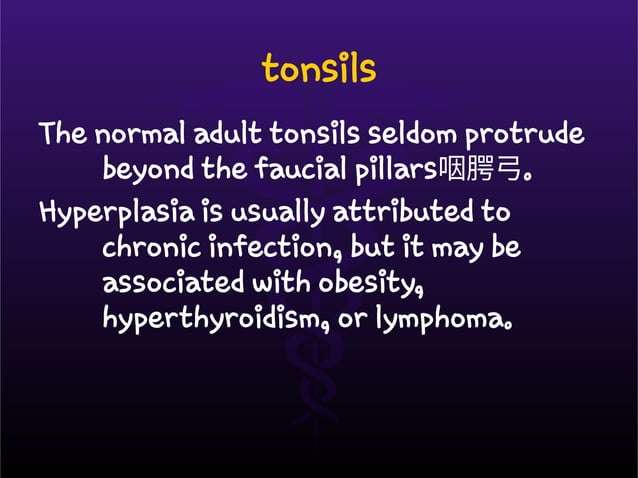 tonsils
The normal adult tonsils seldom protrude
beyond the faucial pillars咽腭弓。
Hyperplasia is usually attributed to
chronic infection, but it may be
associated with obesity,
hyperthyroidism, or lymphoma.